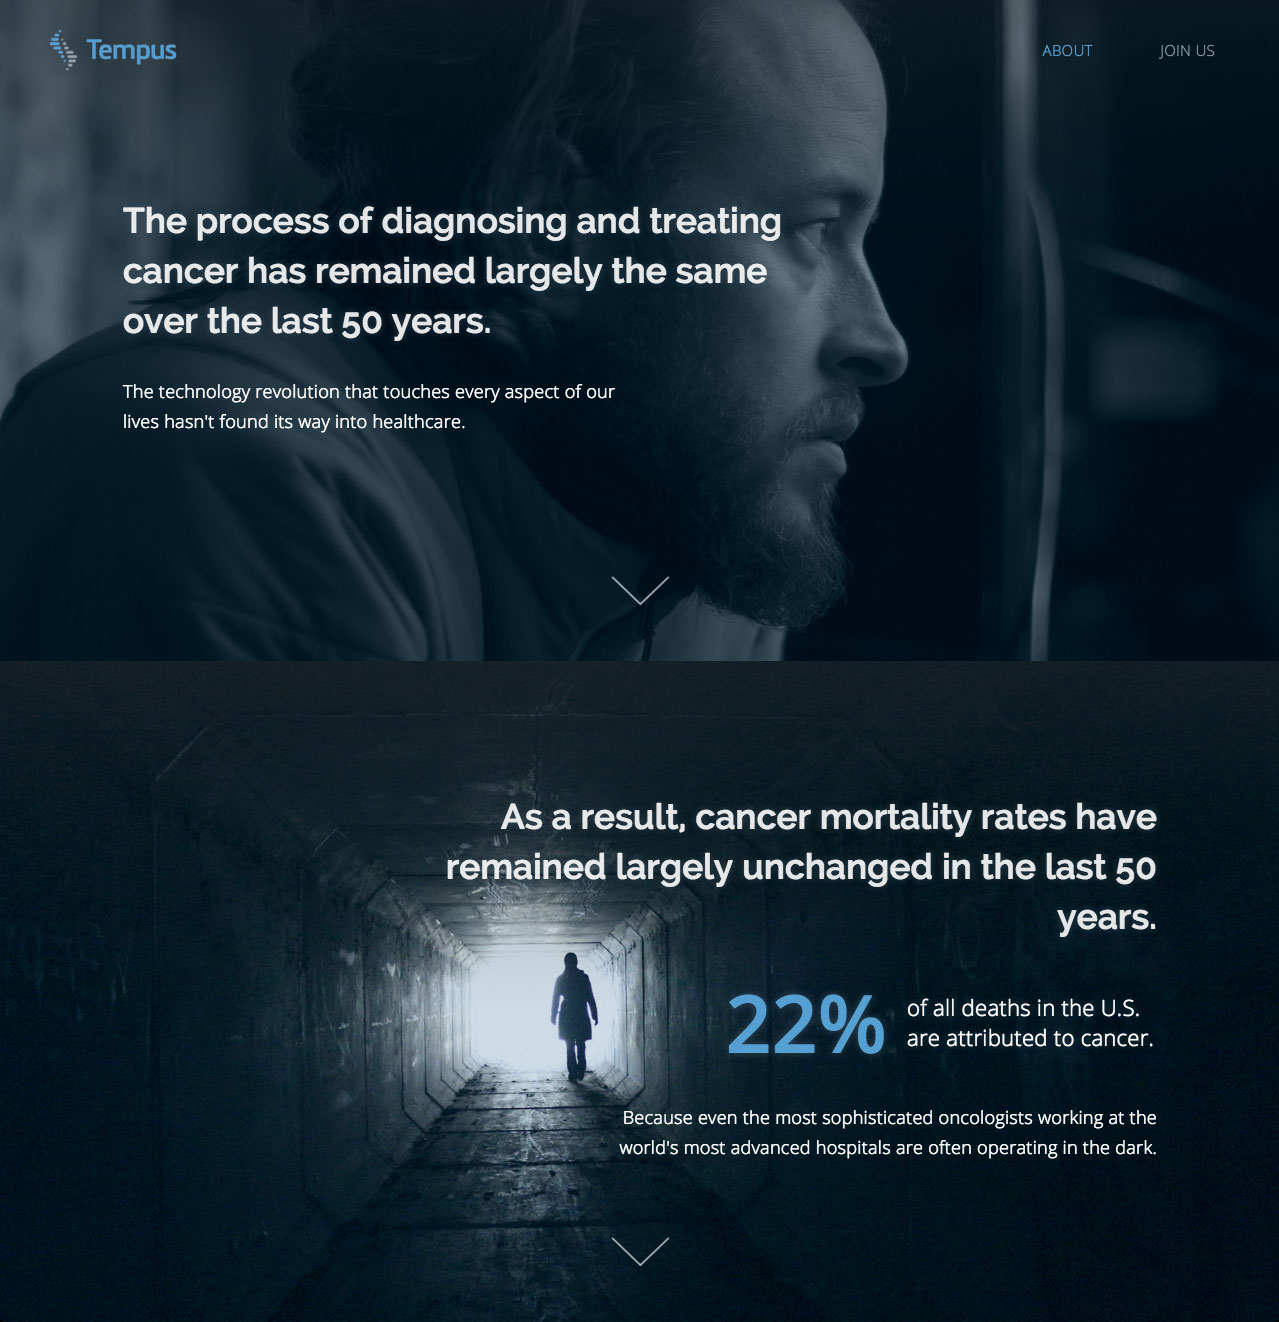 Tempus
ABOUT
JOIN US
The process of diagnosing and treating
cancer has remained largely the same
over the last 50 years.
The technology revolution that touches every aspect of our
lives hasn't found its way into healthcare.
As a result, cancer mortality rates have
remained largely unchanged in the last 50
years.
22%
of all deaths in the U.S.
are attributed to cancer.
Because even the most sophisticated oncologists working at the
world's most advanced hospitals are often operating in the dark.